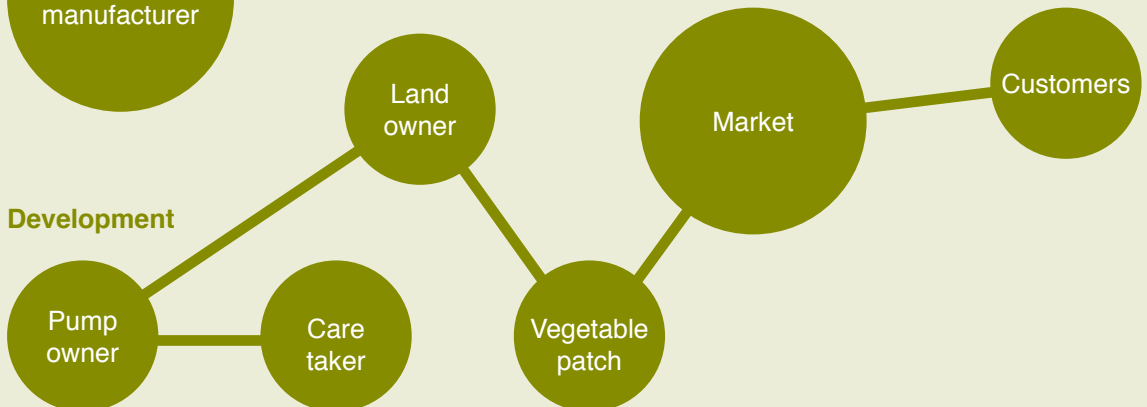 manufacturer
Land
owner
Market
Customers
Development
Pump
owner
Care
taker
Vegetable
patch